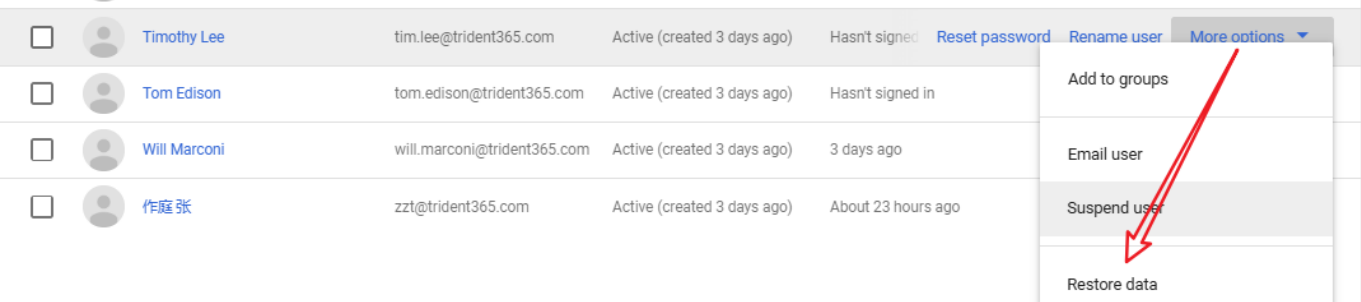 Timothy Lee tim.lee@trident365.com Active (created 3 days ago) Hasn't signed Reset password Rename user More options
Add to groups
Tom Edison tom.edison@trident365.com Active (created 3 days ago) Hasn't signed in
Will Marconi will.marconi@trident365.com Active (created 3 days ago) 3 days ago
Email user
作庭 张 zzt@trident365.com Active (created 3 days ago) About 23 hours ago
Suspend user
Restore data